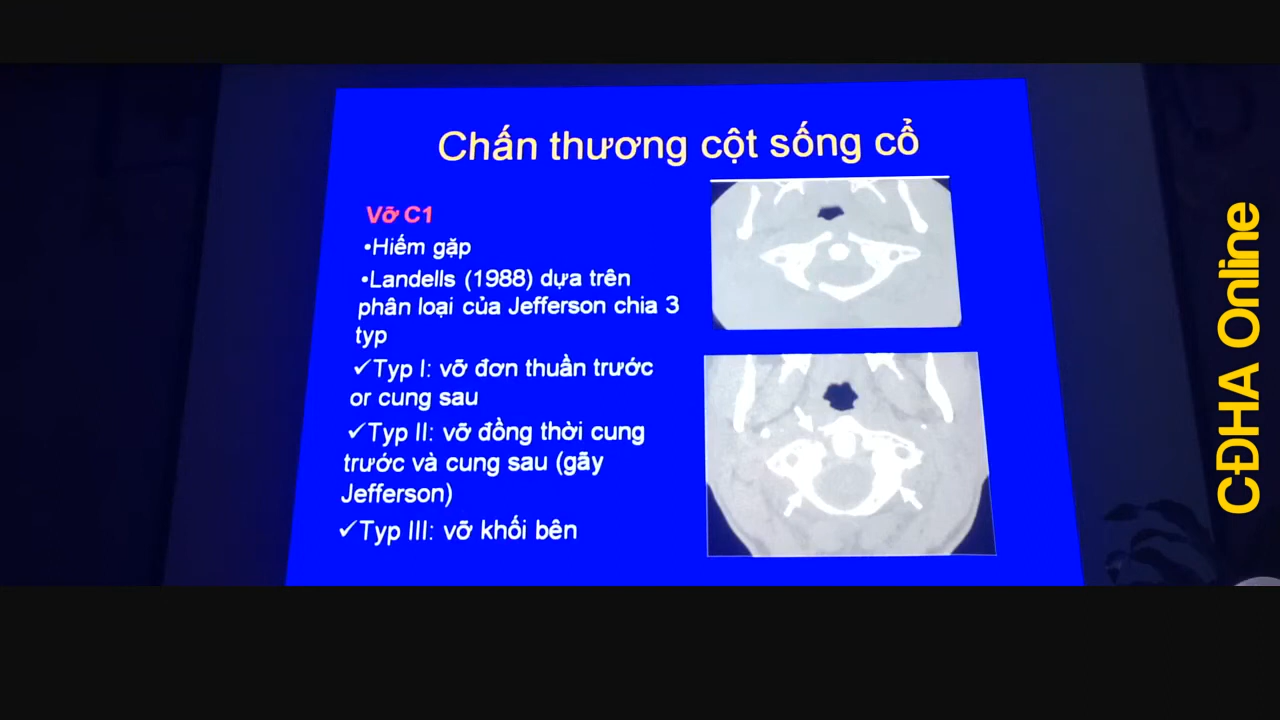 Chấn thương cột sống cổ
Vỡ C1
•Hiếm gặp
•Landells (1988) dựa trên
phân loại của Jefferson chia 3
typ
✓Typ I: vỡ đơn thuần trước
or cung sau
✓Typ II: vỡ đồng thời cung
trước và cung sau (gãy
Jefferson)
✓Typ III: vỡ khối bên
CĐHA Online